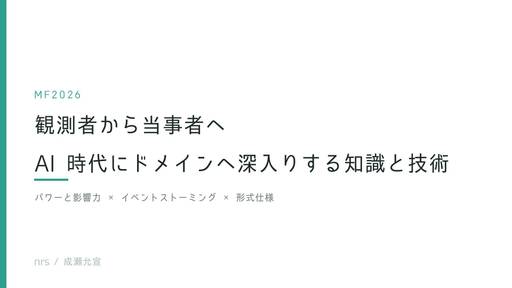 MF2026
観測者から当事者へ
AI 時代にドメインへ深入りする知識と技術
パワーと影響力 × イベントストーミング × 形式仕様
nrs / 成瀬允宣